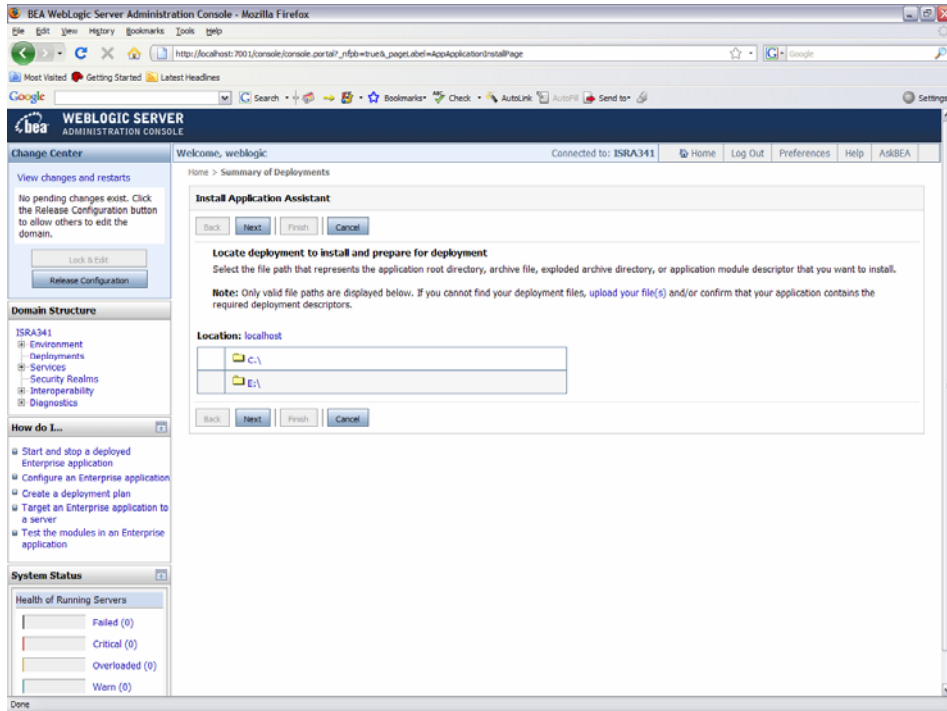 BEA WebLogic Server Administration Console - Mozilla Firefox
File Edit View History Bookmarks Tools Help
http://localhost:7001/console/console.portal?_nfpb=true&_pageLabel=AppApplicationInstallPage
Google
Most Visited Getting Started Latest Headlines
Google Search Bookmarks Check AutoLink AutoFill Send to Settings
bea WEBLOGIC SERVER
ADMINISTRATION CONSOLE
Change Center
View changes and restarts
No pending changes exist. Click
the Release Configuration button
to allow others to edit the
domain.
Lock & Edit
Release Configuration
Domain Structure
ISRA341
Environment
Deployments
Services
Security Realms
Interoperability
Diagnostics
How do I...
Start and stop a deployed
Enterprise application
Configure an Enterprise application
Create a deployment plan
Target an Enterprise application to
a server
Test the modules in an Enterprise
application
System Status
Health of Running Servers
Failed (0)
Critical (0)
Overloaded (0)
Warn (0)
Welcome, weblogic Connected to: ISRA341 Home Log Out Preferences Help AskBEA
Home > Summary of Deployments
Install Application Assistant
Back Next Finish Cancel
Locate deployment to install and prepare for deployment
Select the file path that represents the application root directory, archive file, exploded archive directory, or application module descriptor that you want to install.
Note: Only valid file paths are displayed below. If you cannot find your deployment files, upload your file(s) and/or confirm that your application contains the
required deployment descriptors.
Location: localhost
C:\
E:\
Back Next Finish Cancel
Done